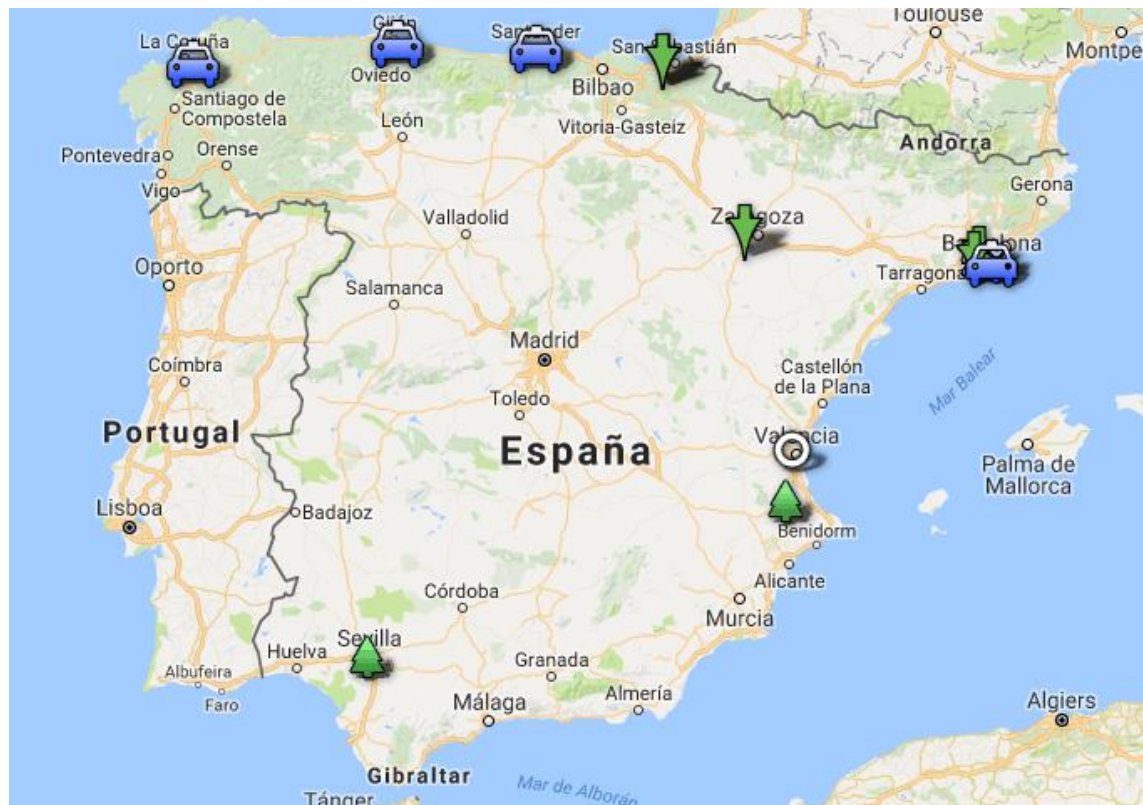 Toulouse
Montpe
La Coruña
Oviedo
Bilbao
Santiago de
Compostela
León
Vitoria-Gasteiz
Andorra
Pontevedra
Orense
Vigo
Gerona
Valladolid
Oporto
Tarragona
Salamanca
Madrid
Coímbra
Castellón
de la Plana
Mar Balear
Toledo
Portugal
España
Palma de
Mallorca
Lisboa
Badajoz
Benidorm
Alicante
Córdoba
Murcia
Sevilla
Huelva
Granada
Albufeira
Faro
Málaga
Almería
Algiers
Gibraltar
Mar de Alborán
Tánger